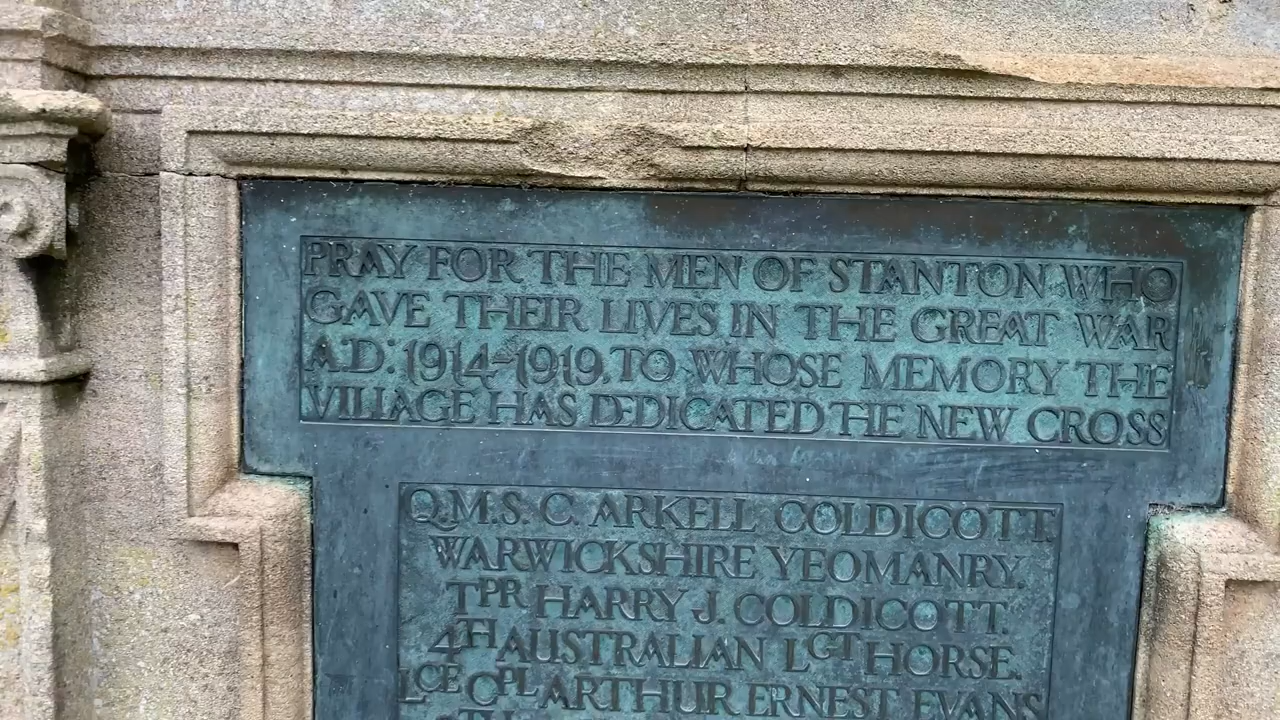 PRAY FOR THE MEN OF STANTON WHO
GAVE THEIR LIVES IN THE GREAT WAR
A.D. 1914-1919, TO WHOSE MEMORY THE
VILLAGE HAS DEDICATED THE NEW CROSS
Q.M.S. C. ARKELL COLDICOTT.
WARWICKSHIRE YEOMANRY.
TPR HARRY J. COLDICOTT.
4TH AUSTRALIAN LGT HORSE.
LCE CPL ARTHUR ERNEST EVANS